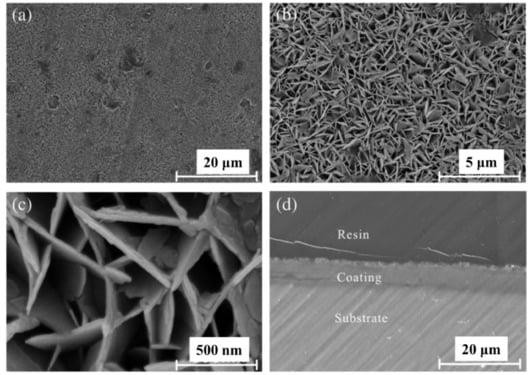 (a)
20 μm
(b)
5 μm
(c)
500 nm
(d)
Resin
Coating
Substrate
20 μm